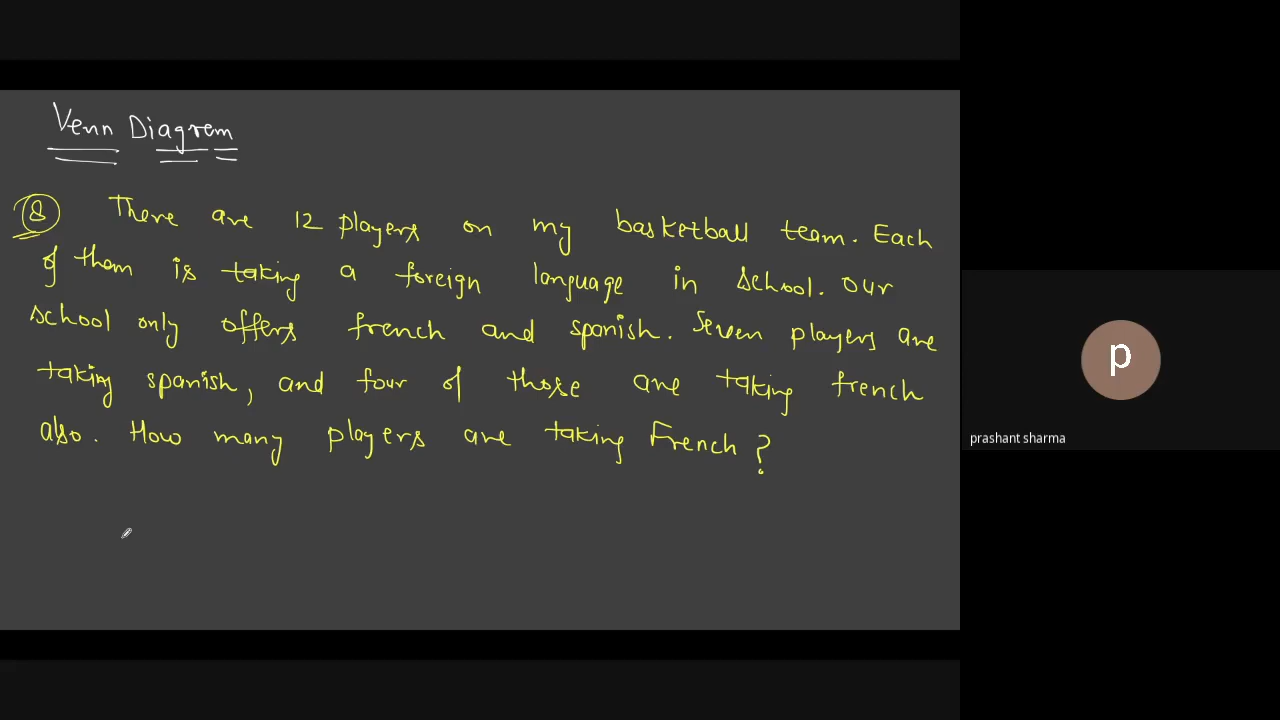 Venn Diagrem
8 There are 12 players on my basketball team. Each
of them is taking a foreign language in school. Our
school only offers french and spanish. Seven players are
taking spanish, and four of those are taking french
also. How many players are taking French ?
p
prashant sharma